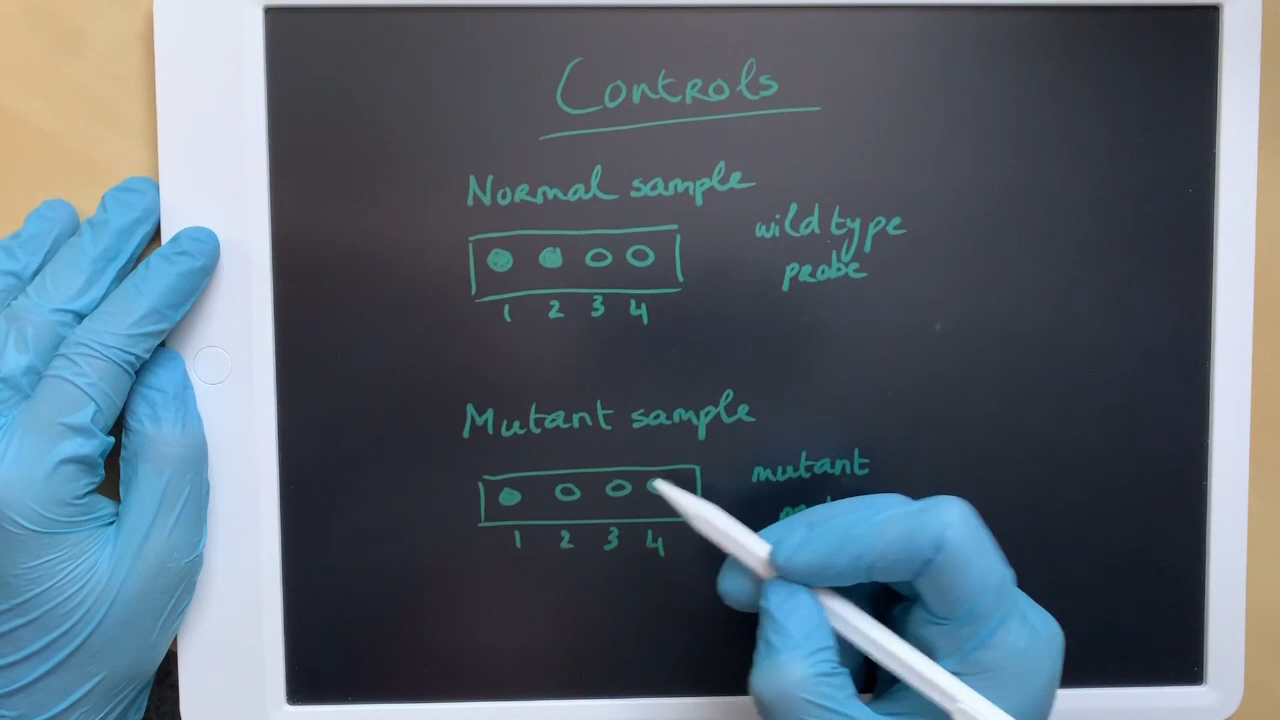 Controls
Normal sample
wild type
probe
1 2 3 4
Mutant sample
mutant
1 2 3 4